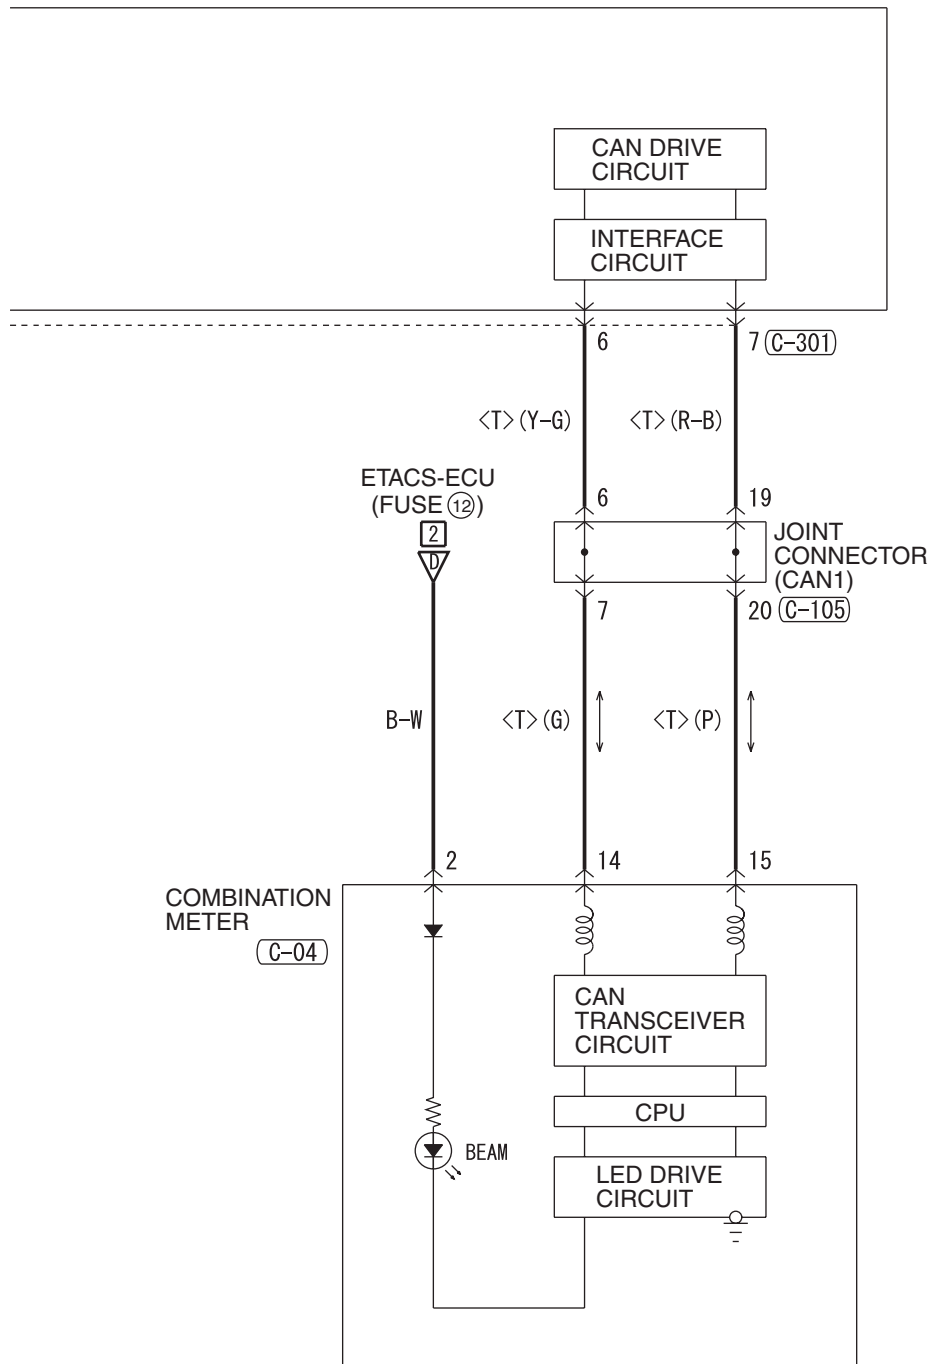 CAN DRIVE
CIRCUIT
INTERFACE
CIRCUIT
6
7 (C-301)
<T>(Y-G)
<T>(R-B)
ETACS-ECU
(FUSE 12)
2
D
6
19
JOINT
CONNECTOR
(CAN1)
7
20 (C-105)
B-W
<T>(G)
<T>(P)
2
14
15
COMBINATION
METER
C-04
CAN
TRANSCEIVER
CIRCUIT
CPU
BEAM
LED DRIVE
CIRCUIT